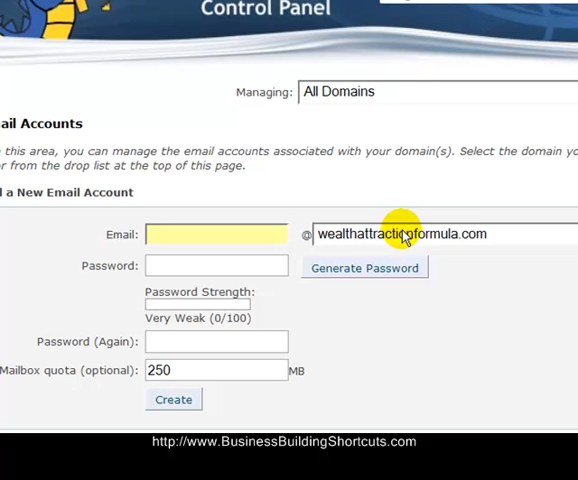 Control Panel
Managing: All Domains
ail Accounts
this area, you can manage the email accounts associated with your domain(s). Select the domain yo
or from the drop list at the top of this page.
a New Email Account
Email: @ wealthattractionformula.com
Password: Generate Password
Password Strength:
Very Weak (0/100)
Password (Again):
Mailbox quota (optional): 250 MB
Create
http://www.BusinessBuildingShortcuts.com